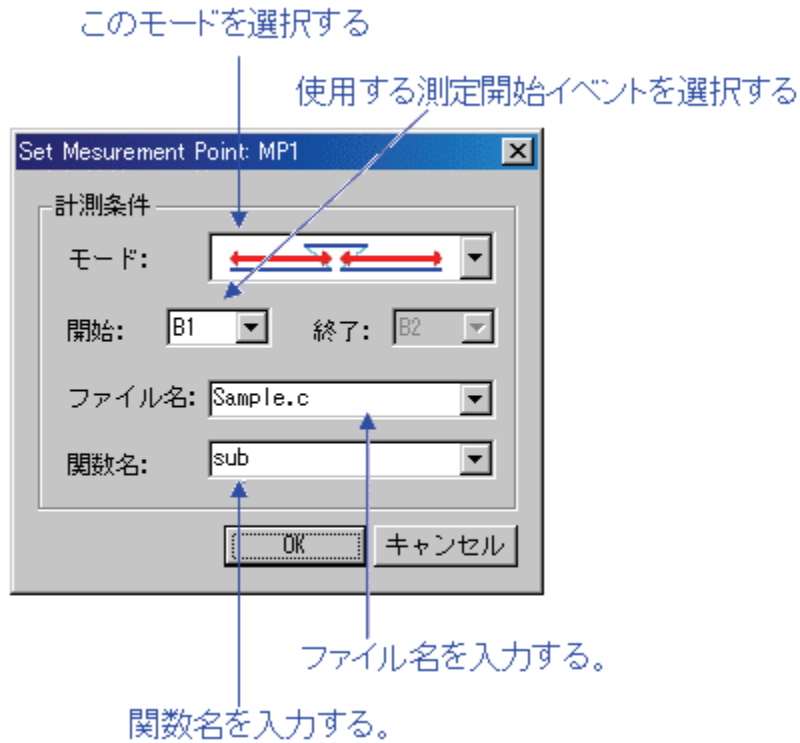 このモードを選択する
使用する測定開始イベントを選択する
Set Mesurement Point: MP1
計測条件
モード:
開始: B1 終了: B2
ファイル名: Sample.c
関数名: sub
OK キャンセル
ファイル名を入力する。
関数名を入力する。